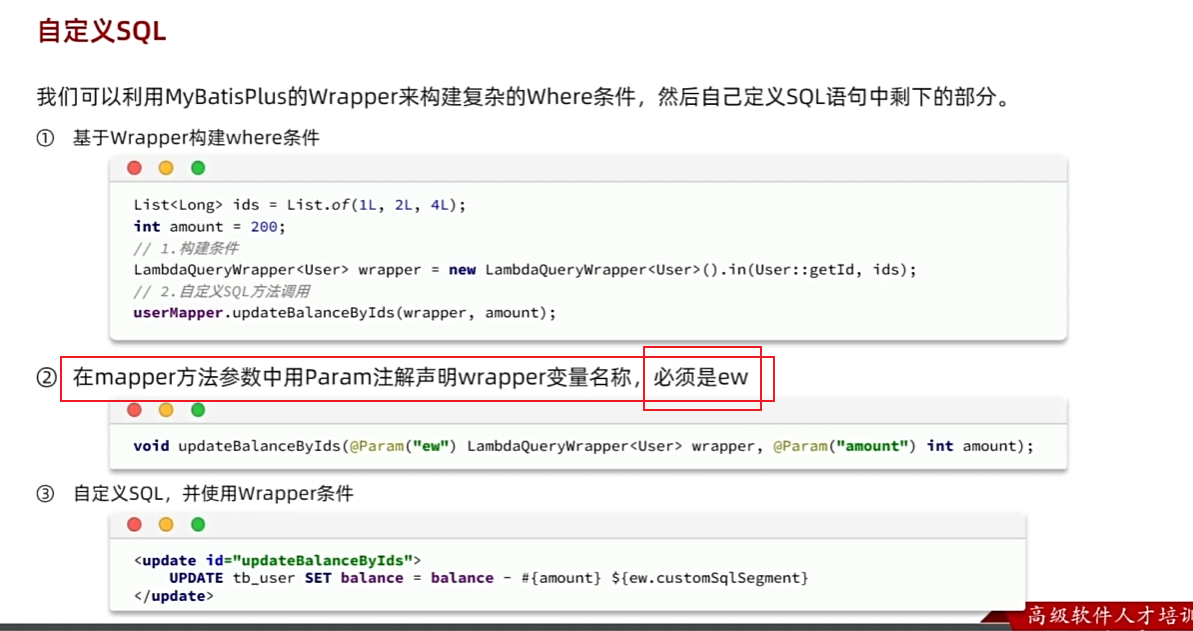 自定义SQL
我们可以利用MyBatisPlus的Wrapper来构建复杂的Where条件，然后自己定义SQL语句中剩下的部分。
① 基于Wrapper构建where条件
List<Long> ids = List.of(1L, 2L, 4L);
int amount = 200;
// 1.构建条件
LambdaQueryWrapper<User> wrapper = new LambdaQueryWrapper<User>().in(User::getId, ids);
// 2.自定义SQL方法调用
userMapper.updateBalanceByIds(wrapper, amount);
② 在mapper方法参数中用Param注解声明wrapper变量名称，必须是ew
void updateBalanceByIds(@Param("ew") LambdaQueryWrapper<User> wrapper, @Param("amount") int amount);
③ 自定义SQL，并使用Wrapper条件
<update id="updateBalanceByIds">
UPDATE tb_user SET balance = balance - #{amount} ${ew.customSqlSegment}
</update>
高级软件人才培训